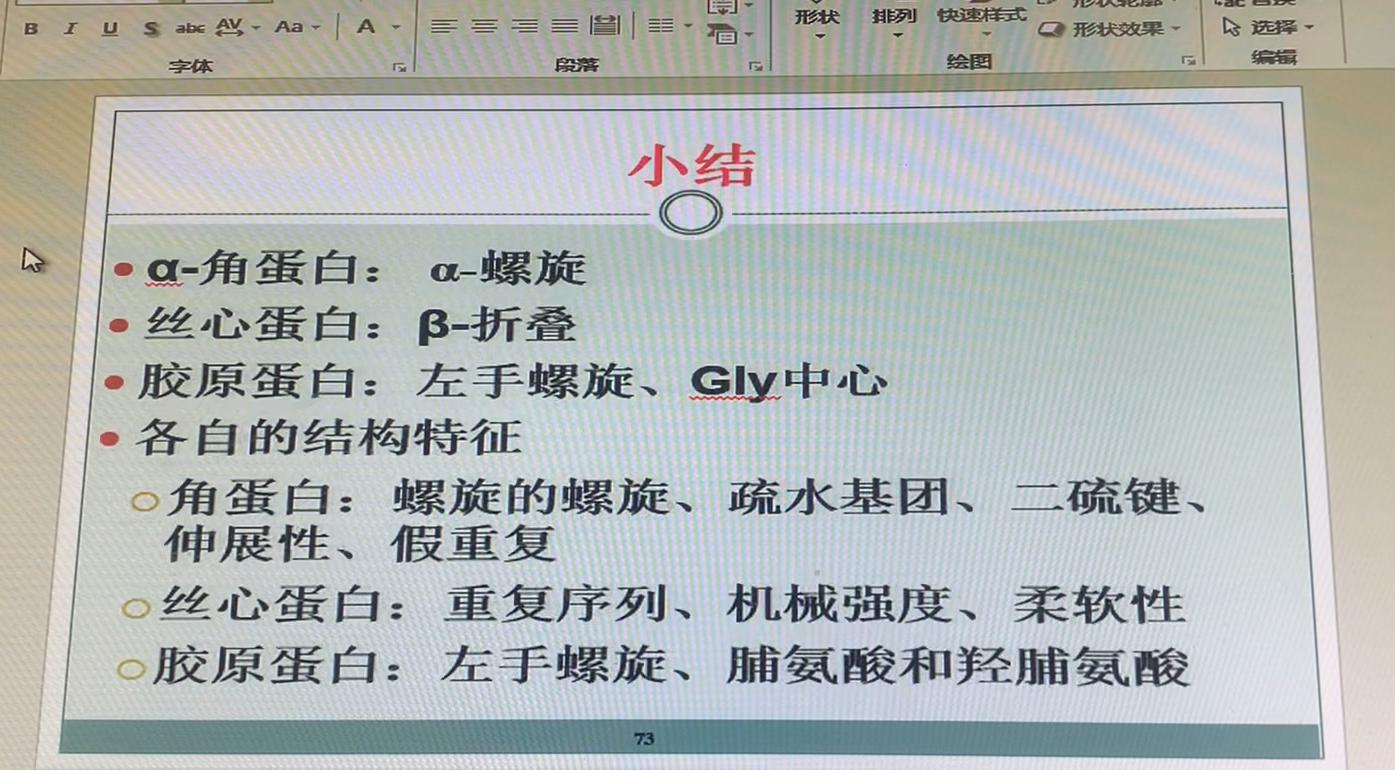 B I U S abc AV Aa A
形状 排列 快速样式
形状轮廓
形状效果
选择
字体 段落 绘图 编辑
小结
α-角蛋白： α-螺旋
丝心蛋白：β-折叠
胶原蛋白： 左手螺旋、Gly中心
各自的结构特征
角蛋白： 螺旋的螺旋、疏水基团、二硫键、
伸展性、假重复
丝心蛋白： 重复序列、机械强度、柔软性
胶原蛋白： 左手螺旋、脯氨酸和羟脯氨酸
73